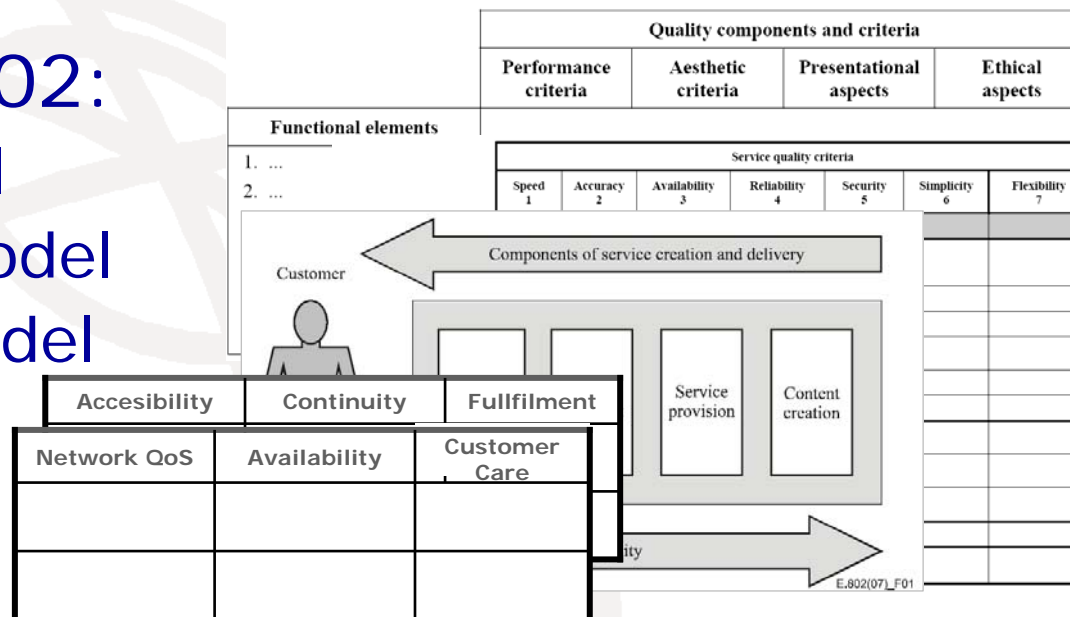 02:
odel
del
Quality components and criteria
Performance criteria
Aesthetic criteria
Presentational aspects
Ethical aspects
Functional elements
1. ...
2. ...
Service quality criteria
Speed 1
Accuracy 2
Availability 3
Reliability 4
Security 5
Simplicity 6
Flexibility 7
Components of service creation and delivery
Customer
Service provision
Content creation
Accesibility
Continuity
Fullfilment
Network QoS
Availability
Customer Care
ity
E.802(07)_F01